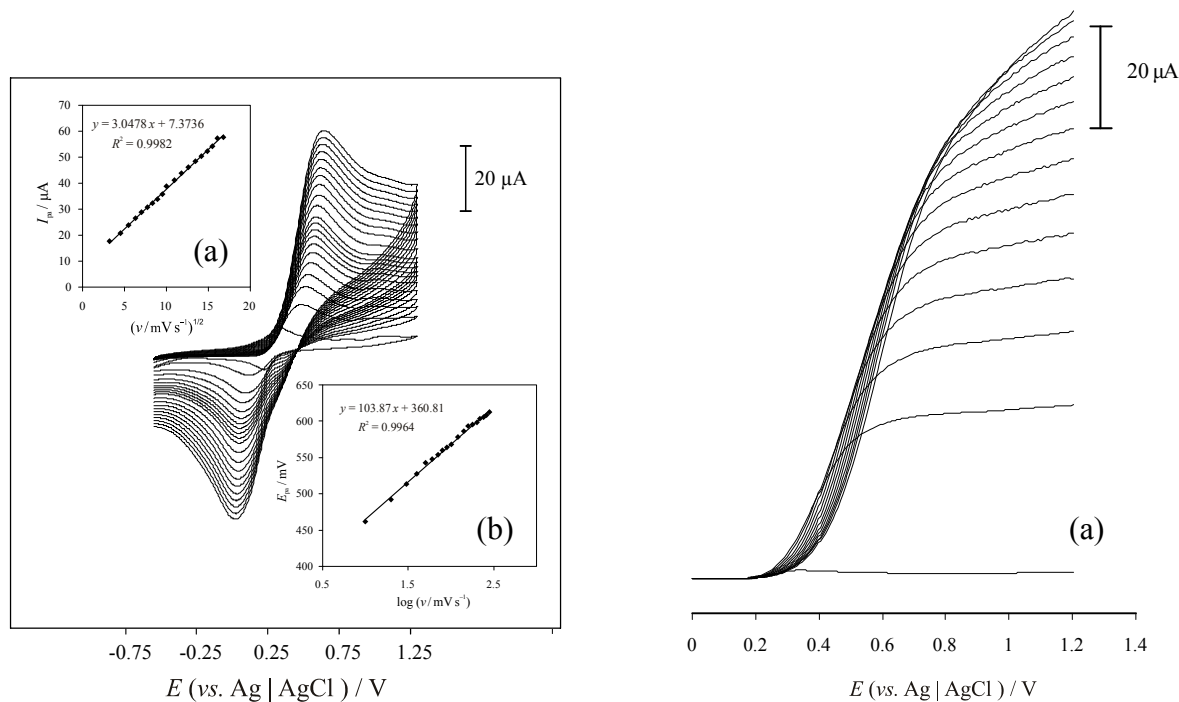 70
60
50
40
30
20
10
0
I pa / µA
y = 3.0478 x + 7.3736
R² = 0.9982
(a)
0 5 10 15 20
(v / mV s⁻¹)¹/²
20 µA
650
600
550
500
450
400
E pa / mV
y = 103.87 x + 360.81
R² = 0.9964
(b)
0.5 1.5 2.5
log (v / mV s⁻¹)
-0.75 -0.25 0.25 0.75 1.25
E (vs. Ag | AgCl ) / V
20 µA
(a)
0 0.2 0.4 0.6 0.8 1 1.2 1.4
E (vs. Ag | AgCl ) / V